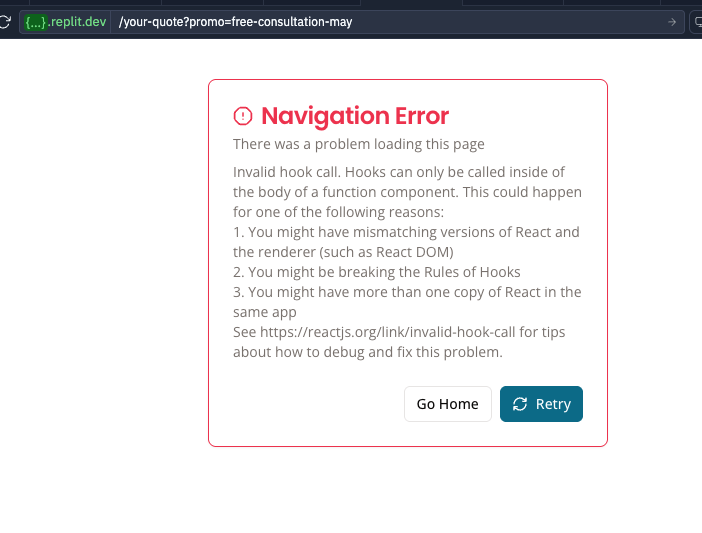 {...}.replit.dev /your-quote?promo=free-consultation-may
Navigation Error
There was a problem loading this page
Invalid hook call. Hooks can only be called inside of
the body of a function component. This could happen
for one of the following reasons:
1. You might have mismatching versions of React and
the renderer (such as React DOM)
2. You might be breaking the Rules of Hooks
3. You might have more than one copy of React in the
same app
See https://reactjs.org/link/invalid-hook-call for tips
about how to debug and fix this problem.
Go Home Retry